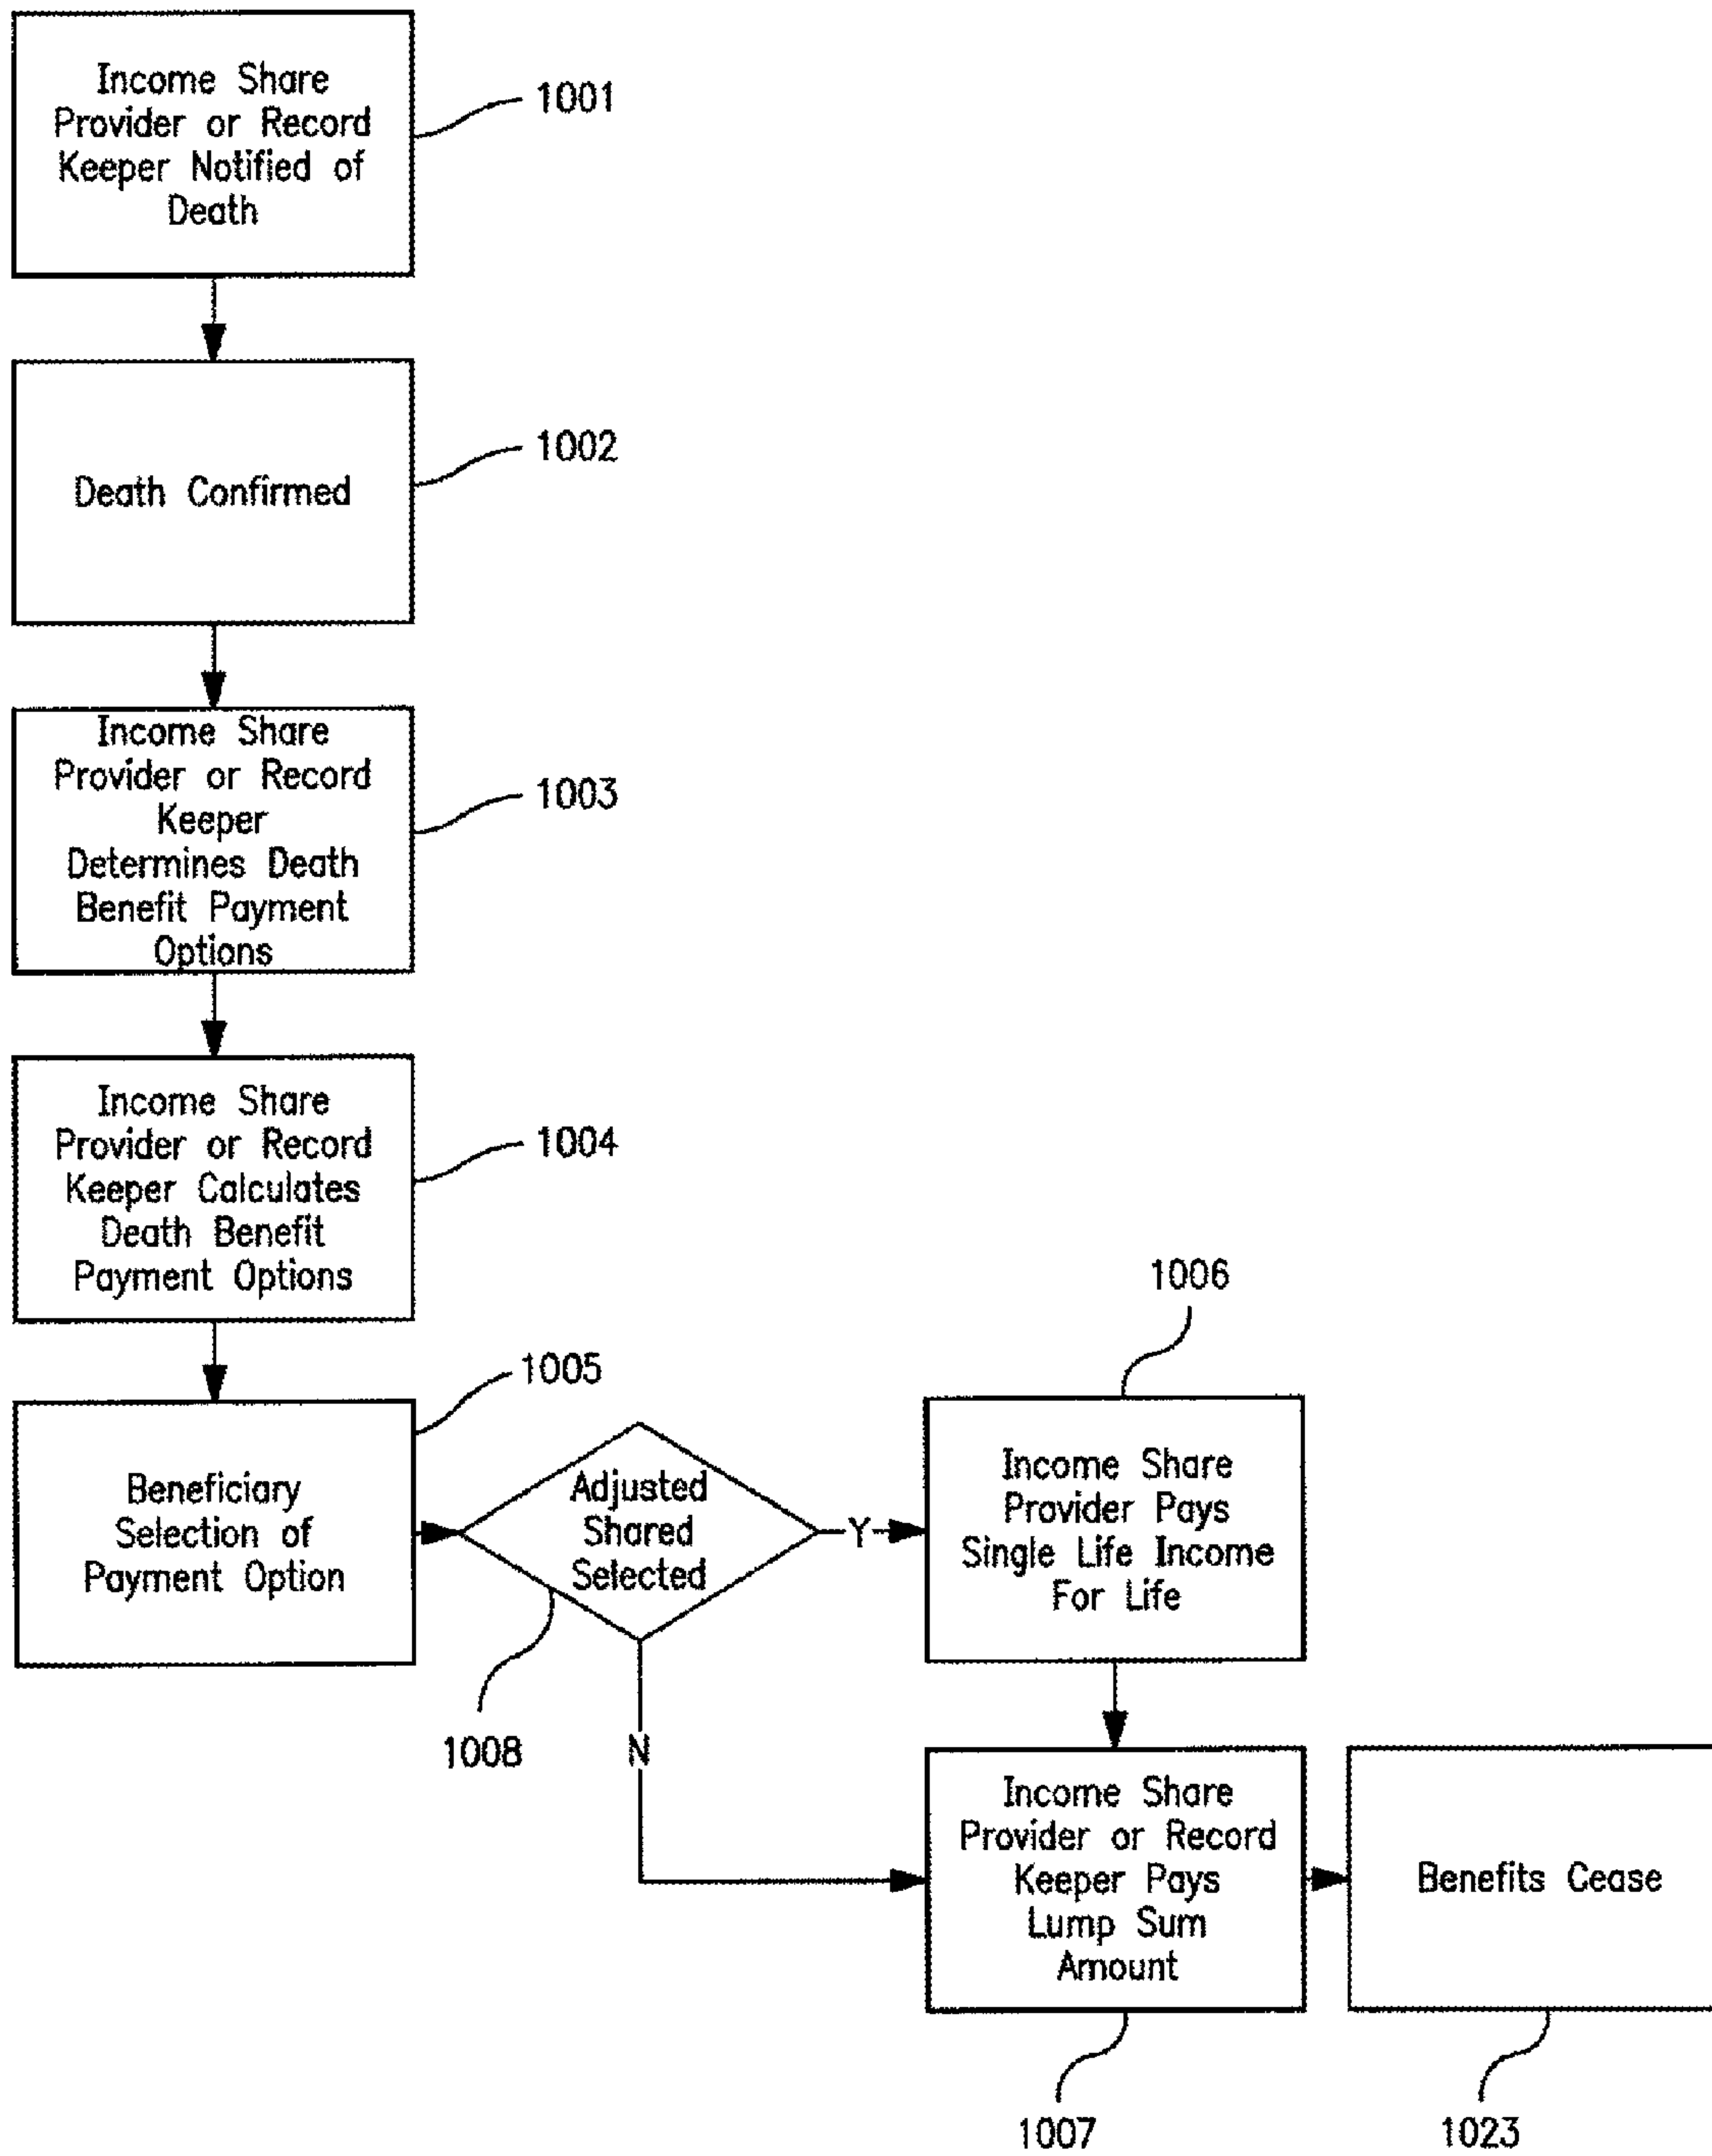 Income Share
Provider or Record
Keeper Notified of
Death
1001
Death Confirmed
1002
Income Share
Provider or Record
Keeper
Determines Death
Benefit Payment
Options
1003
Income Share
Provider or Record
Keeper Calculates
Death Benefit
Payment Options
1004
Beneficiary
Selection of
Payment Option
1005
Adjusted
Shared
Selected
1008
Y
N
1006
Income Share
Provider Pays
Single Life Income
For Life
Income Share
Provider or Record
Keeper Pays
Lump Sum
Amount
1007
Benefits Cease
1023